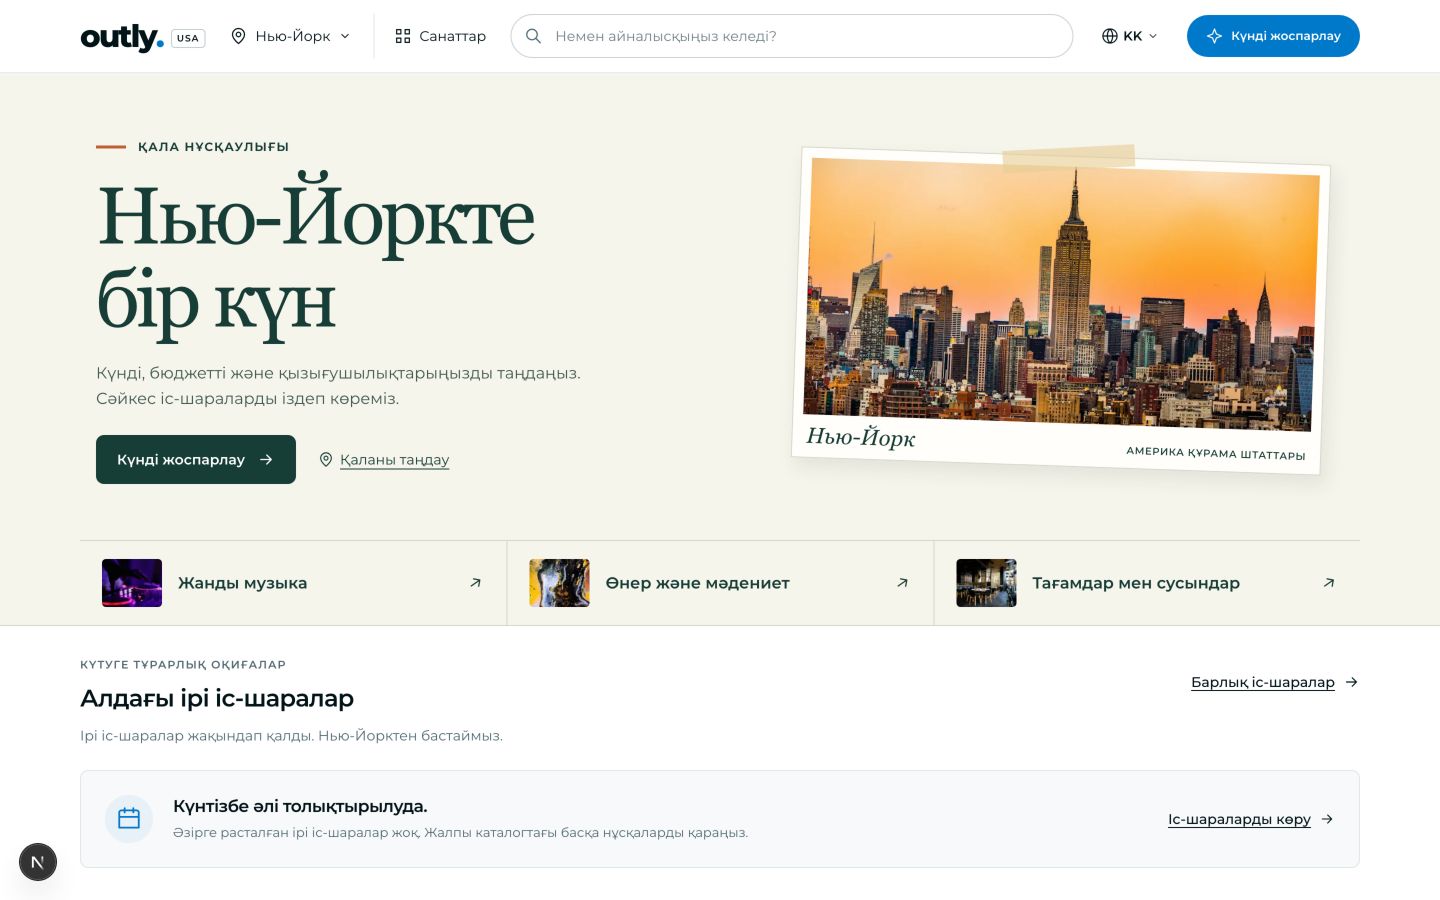 outly.
USA
Нью-Йорк
Санаттар
Немен айналысқыңыз келеді?
KK
Күнді жоспарлау
ҚАЛА НҰСҚАУЛЫҒЫ
Нью-Йоркте
бір күн
Күнді, бюджетті және қызығушылықтарыңызды таңдаңыз.
Сәйкес іс-шараларды іздеп көреміз.
Күнді жоспарлау
Қаланы таңдау
Нью-Йорк
АМЕРИКА ҚҰРАМА ШТАТТАРЫ
Жанды музыка
Өнер және мәдениет
Тағамдар мен сусындар
КҮТУГЕ ТҰРАРЛЫҚ ОҚИҒАЛАР
Алдағы ірі іс-шаралар
Ірі іс-шаралар жақындап қалды. Нью-Йорктен бастаймыз.
Барлық іс-шаралар
Күнтізбе әлі толықтырылуда.
Әзірге расталған ірі іс-шаралар жоқ. Жалпы каталогтағы басқа нұсқаларды қараңыз.
Іс-шараларды көру
N